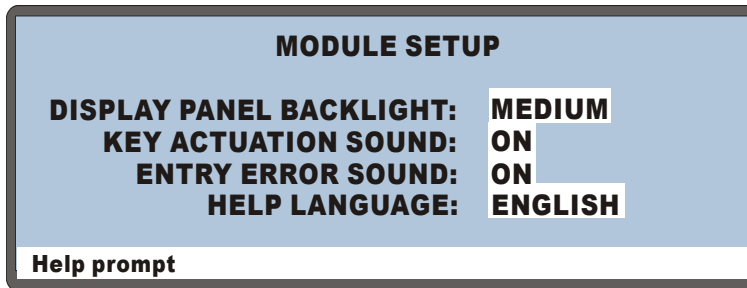 MODULE SETUP
DISPLAY PANEL BACKLIGHT: MEDIUM
KEY ACTUATION SOUND: ON
ENTRY ERROR SOUND: ON
HELP LANGUAGE: ENGLISH
Help prompt